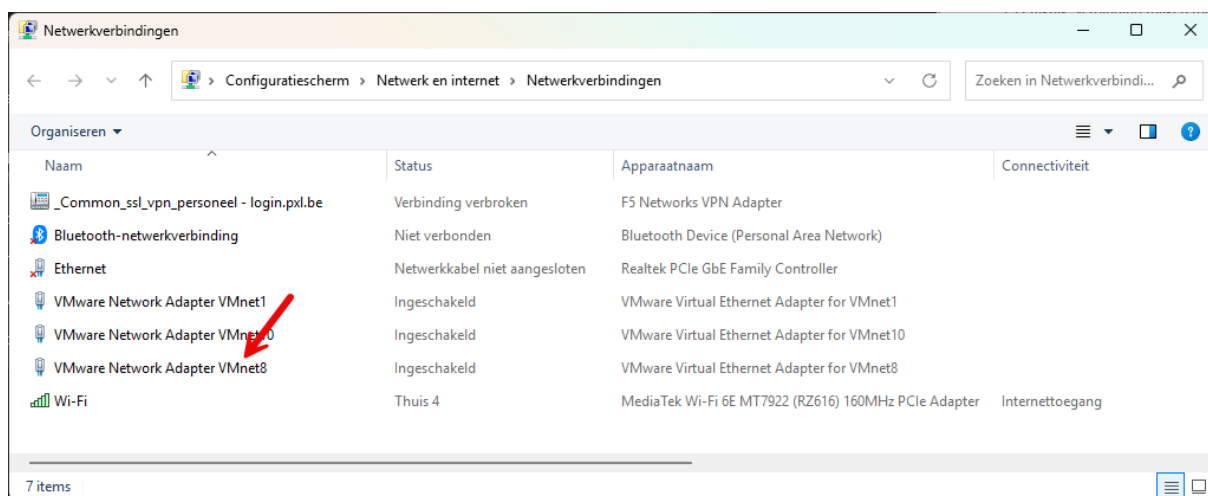 Netwerkverbindingen
Configuratiescherm > Netwerk en internet > Netwerkverbindingen
Zoeken in Netwerkverbindi...
Organiseren
Naam Status Apparaatnaam Connectiviteit
_Common_ssl_vpn_personeel - login.pxl.be Verbinding verbroken F5 Networks VPN Adapter
Bluetooth-netwerkverbinding Niet verbonden Bluetooth Device (Personal Area Network)
Ethernet Netwerkkabel niet aangesloten Realtek PCIe GbE Family Controller
VMware Network Adapter VMnet1 Ingeschakeld VMware Virtual Ethernet Adapter for VMnet1
VMware Network Adapter VMnet10 Ingeschakeld VMware Virtual Ethernet Adapter for VMnet10
VMware Network Adapter VMnet8 Ingeschakeld VMware Virtual Ethernet Adapter for VMnet8
Wi-Fi Thuis 4 MediaTek Wi-Fi 6E MT7922 (RZ616) 160MHz PCIe Adapter Internettoegang
7 items